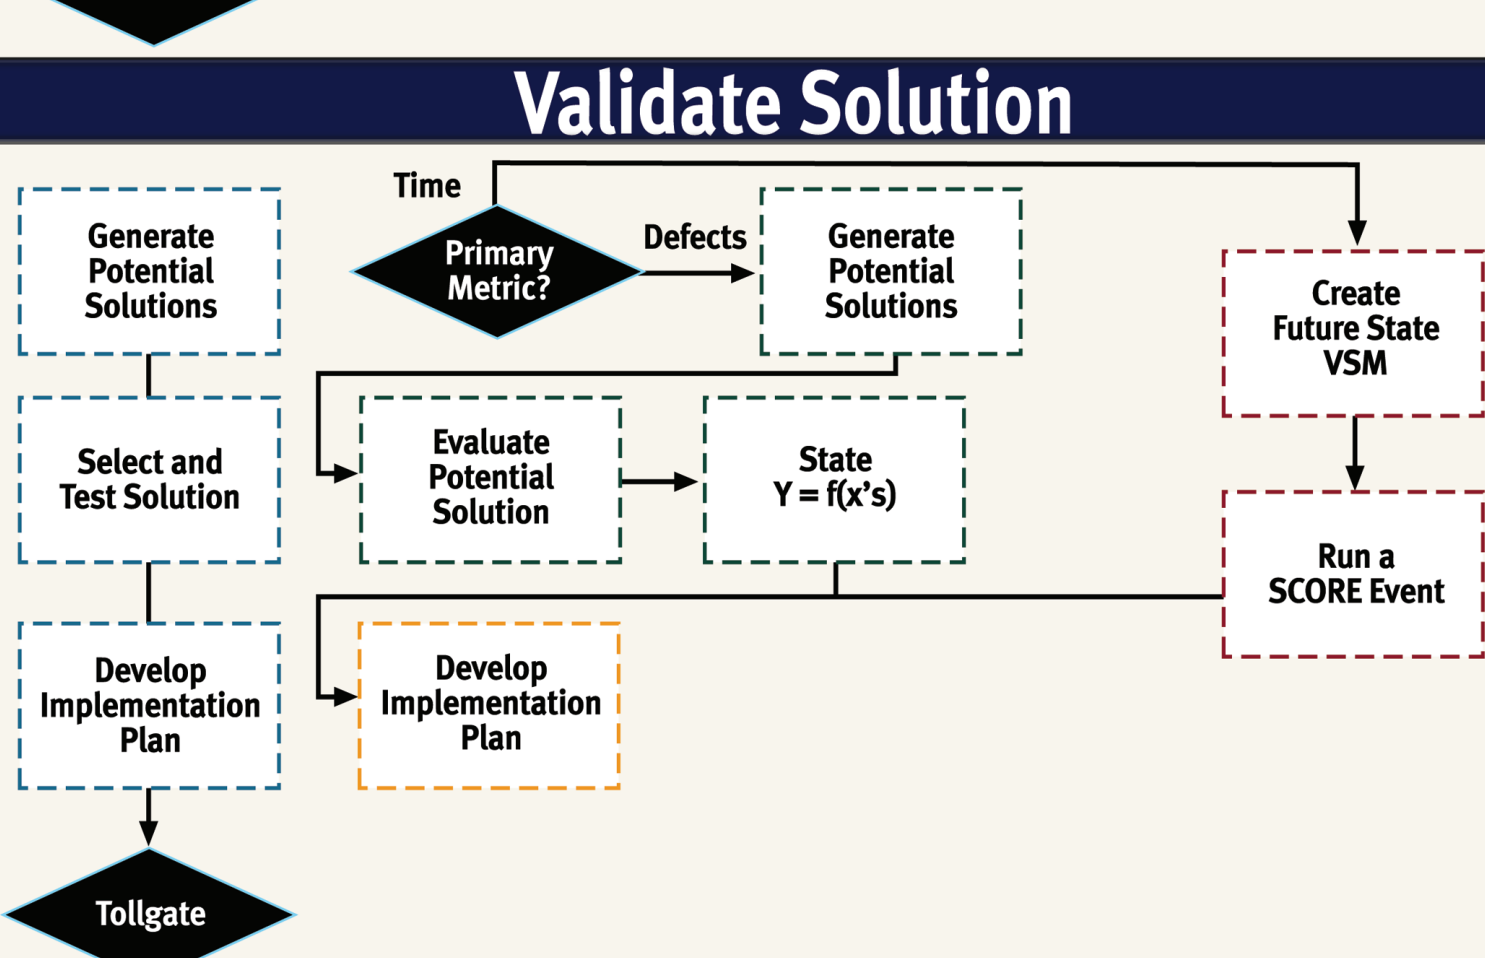 Validate Solution
Generate
Potential
Solutions
Select and
Test Solution
Develop
Implementation
Plan
Tollgate
Time
Primary
Metric?
Defects
Generate
Potential
Solutions
Evaluate
Potential
Solution
State
Y = f(x’s)
Develop
Implementation
Plan
Create
Future State
VSM
Run a
SCORE Event